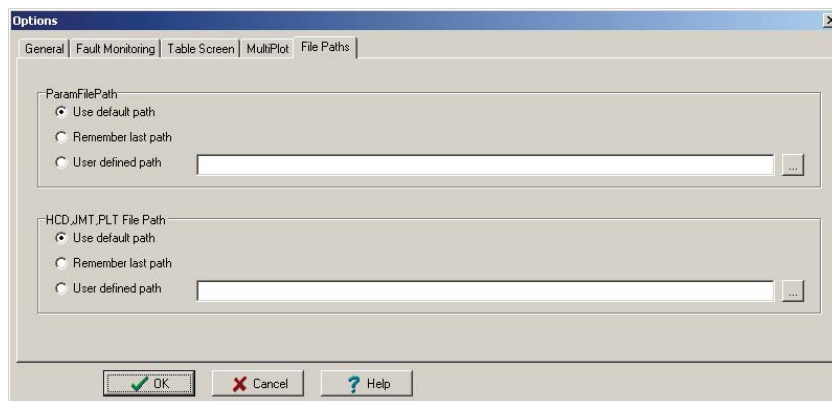 Options
General Fault Monitoring Table Screen MultiPlot File Paths
ParamFilePath
Use default path
Remember last path
User defined path ...
HCD,JMT,PLT File Path
Use default path
Remember last path
User defined path ...
OK Cancel ? Help